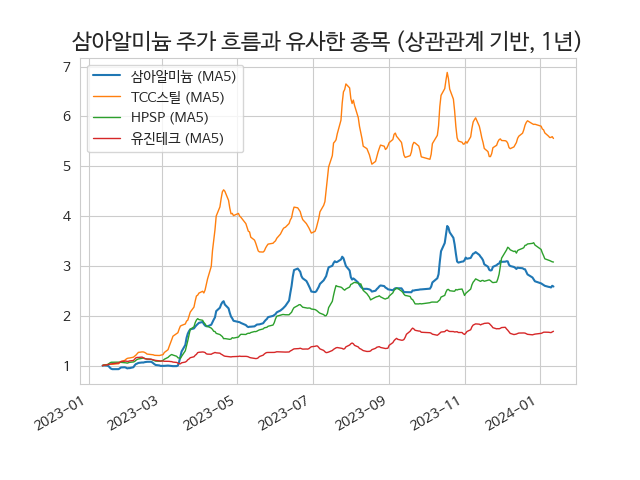 삼아알미늄 주가 흐름과 유사한 종목 (상관관계 기반, 1년)
삼아알미늄 (MA5)
TCC스틸 (MA5)
HPSP (MA5)
유진테크 (MA5)
7
6
5
4
3
2
1
2023-01
2023-03
2023-05
2023-07
2023-09
2023-11
2024-01